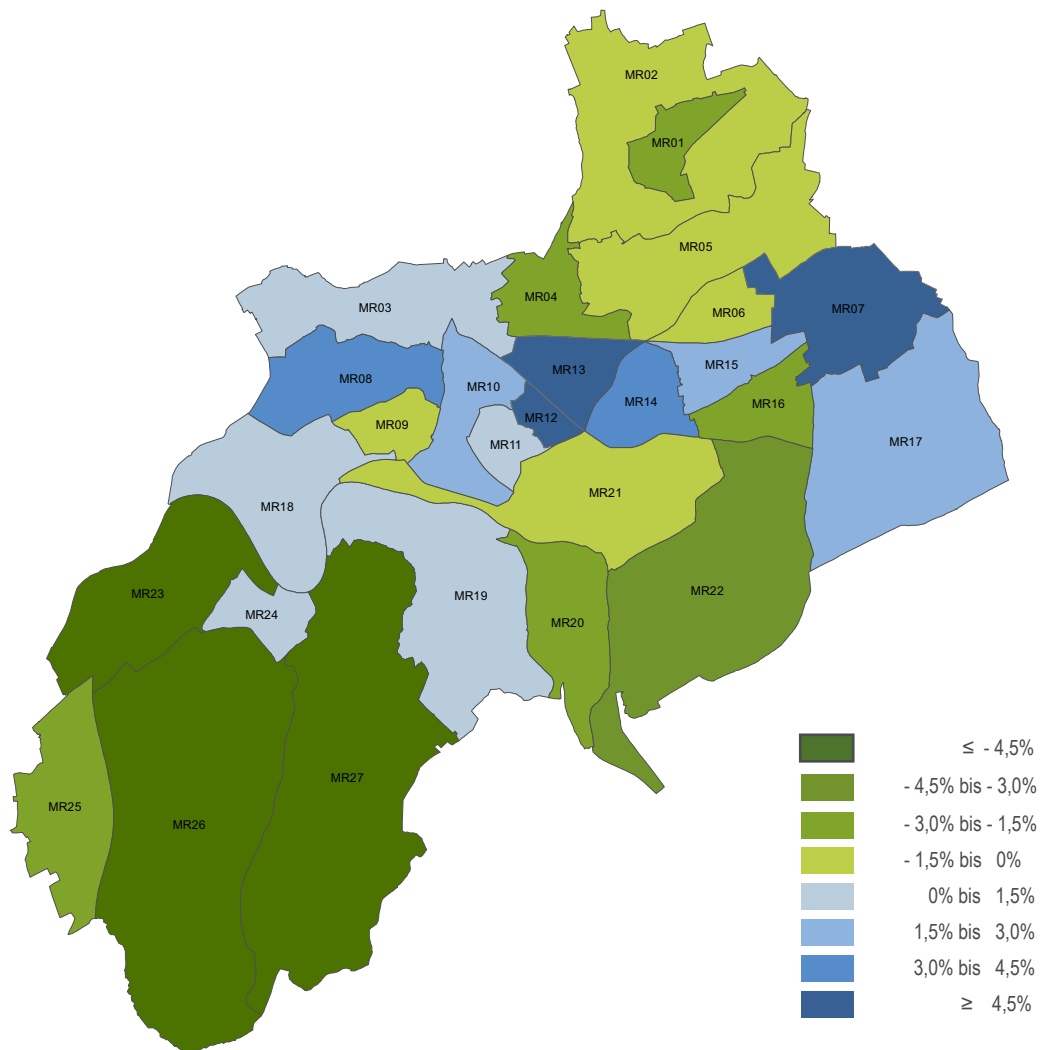 MR02
MR01
MR05
MR04
MR03
MR06
MR07
MR13
MR15
MR08
MR10
MR14
MR16
MR12
MR09
MR11
MR17
MR21
MR18
MR22
MR23
MR19
MR24
MR20
MR27
MR25
MR26
≤ - 4,5%
- 4,5% bis - 3,0%
- 3,0% bis - 1,5%
- 1,5% bis 0%
0% bis 1,5%
1,5% bis 3,0%
3,0% bis 4,5%
≥ 4,5%